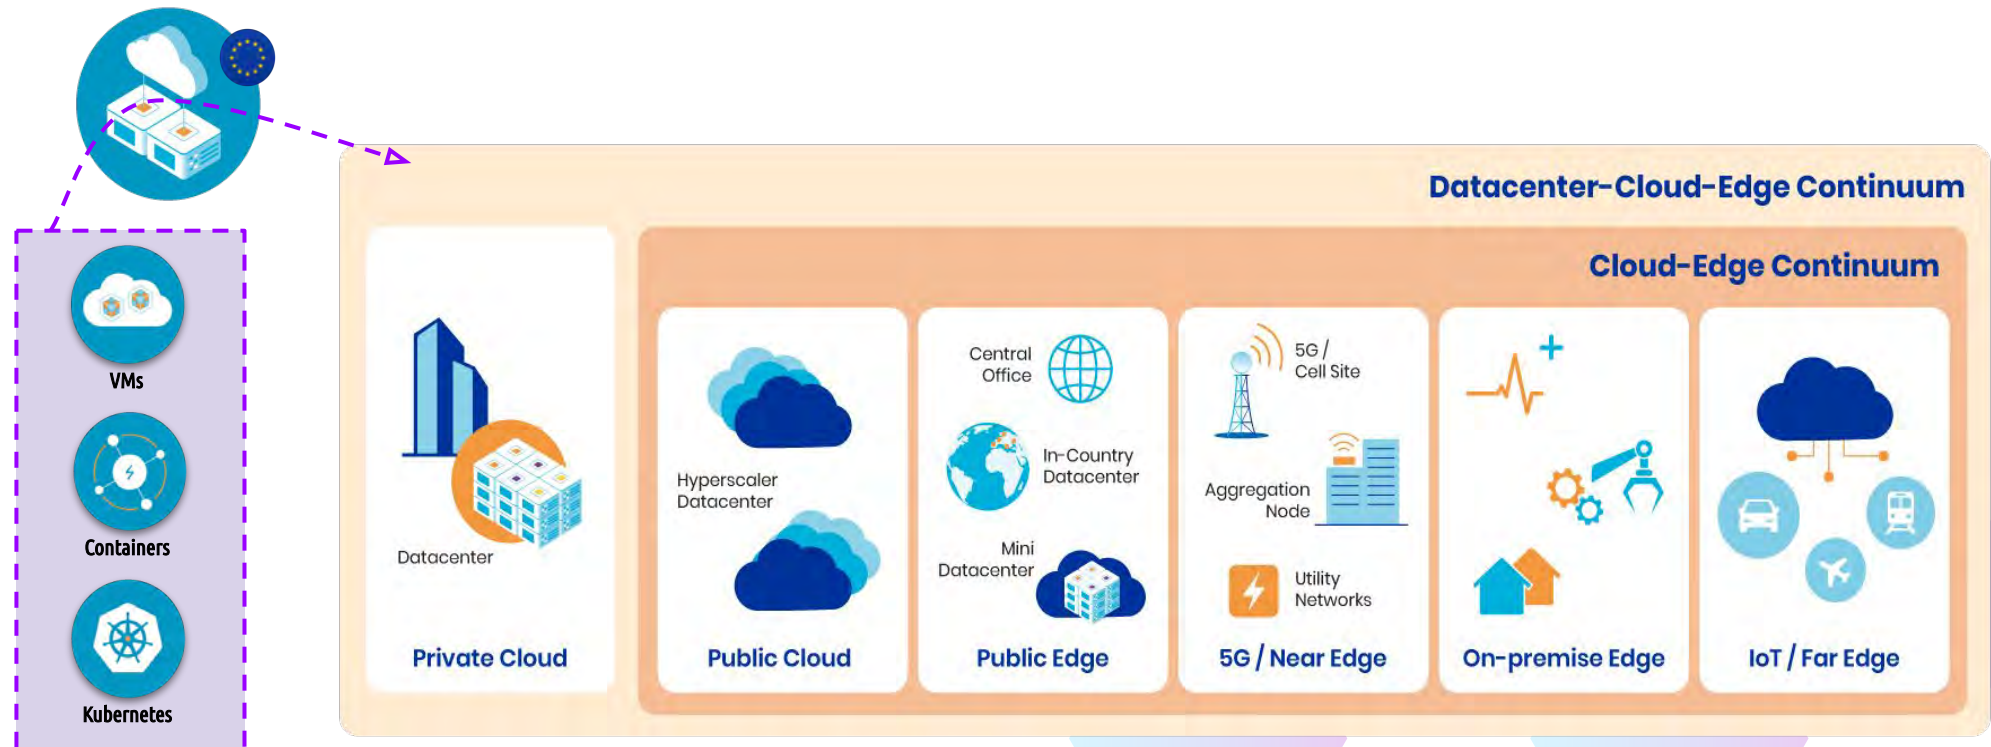 VMs
Containers
Kubernetes
Datacenter-Cloud-Edge Continuum
Cloud-Edge Continuum
Datacenter
Private Cloud
Hyperscaler
Datacenter
Public Cloud
Central
Office
In-Country
Datacenter
Mini
Datacenter
Public Edge
5G /
Cell Site
Aggregation
Node
Utility
Networks
5G / Near Edge
On-premise Edge
IoT / Far Edge